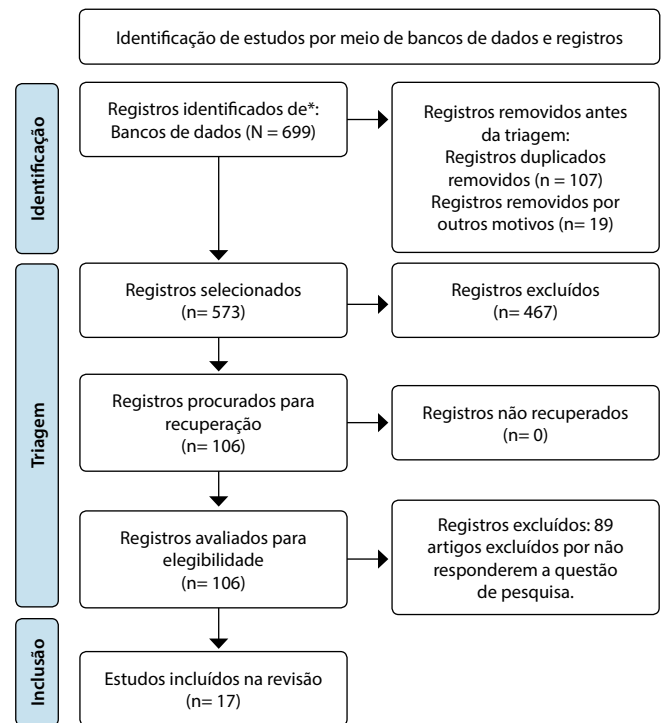 Identificação de estudos por meio de bancos de dados e registros
Identificação
Registros identificados de*:
Bancos de dados (N = 699)
Registros removidos antes
da triagem:
Registros duplicados
removidos (n = 107)
Registros removidos por
outros motivos (n= 19)
Triagem
Registros selecionados
(n= 573)
Registros excluídos
(n= 467)
Registros procurados para
recuperação
(n= 106)
Registros não recuperados
(n= 0)
Registros avaliados para
elegibilidade
(n= 106)
Registros excluídos: 89
artigos excluídos por não
responderem a questão
de pesquisa.
Inclusão
Estudos incluídos na revisão
(n= 17)